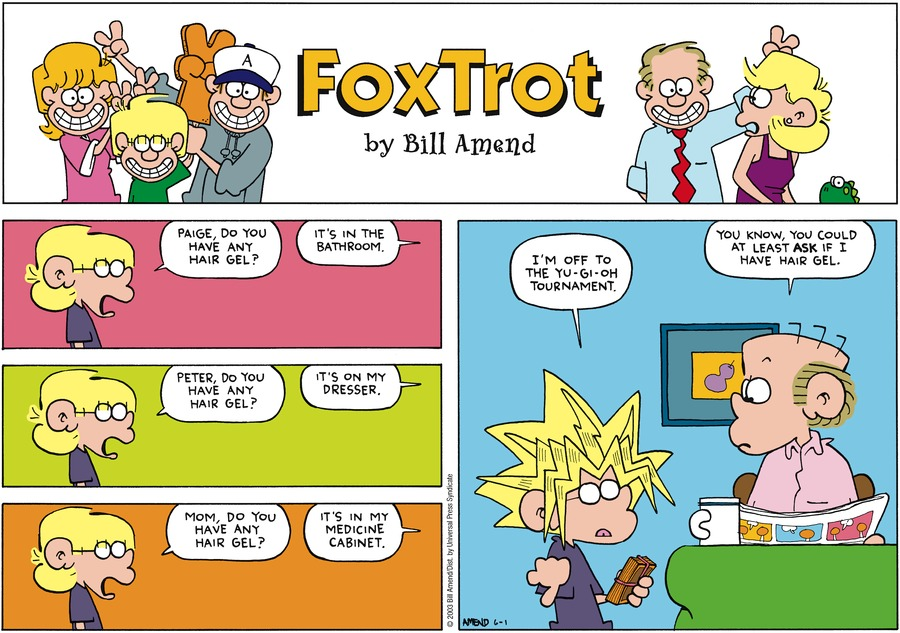 A
FoxTrot
by Bill Amend
PAIGE, DO YOU
HAVE ANY
HAIR GEL?
IT'S IN THE
BATHROOM.
PETER, DO YOU
HAVE ANY
HAIR GEL?
IT'S ON MY
DRESSER.
MOM, DO YOU
HAVE ANY
HAIR GEL?
IT'S IN MY
MEDICINE
CABINET.
© 2003 Bill Amend/Dist. by Universal Press Syndicate
I'M OFF TO
THE YU-GI-OH
TOURNAMENT.
YOU KNOW, YOU COULD
AT LEAST ASK IF I
HAVE HAIR GEL.
AMEND 6-1